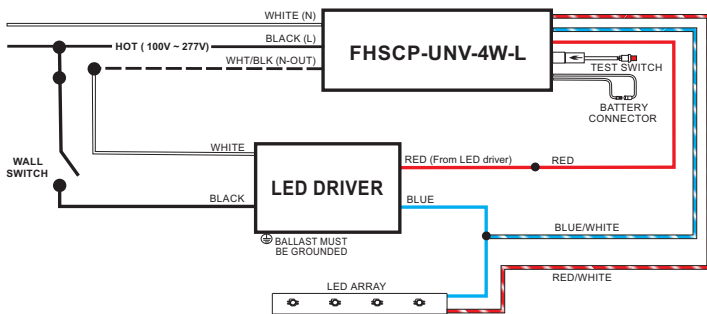 WHITE (N)
BLACK (L)
HOT ( 100V ~ 277V)
WHT/BLK (N-OUT)
FHSCP-UNV-4W-L
TEST SWITCH
BATTERY
CONNECTOR
WALL
SWITCH
WHITE
BLACK
LED DRIVER
RED (From LED driver)
RED
BLUE
BLUE/WHITE
BALLAST MUST
BE GROUNDED
RED/WHITE
LED ARRAY